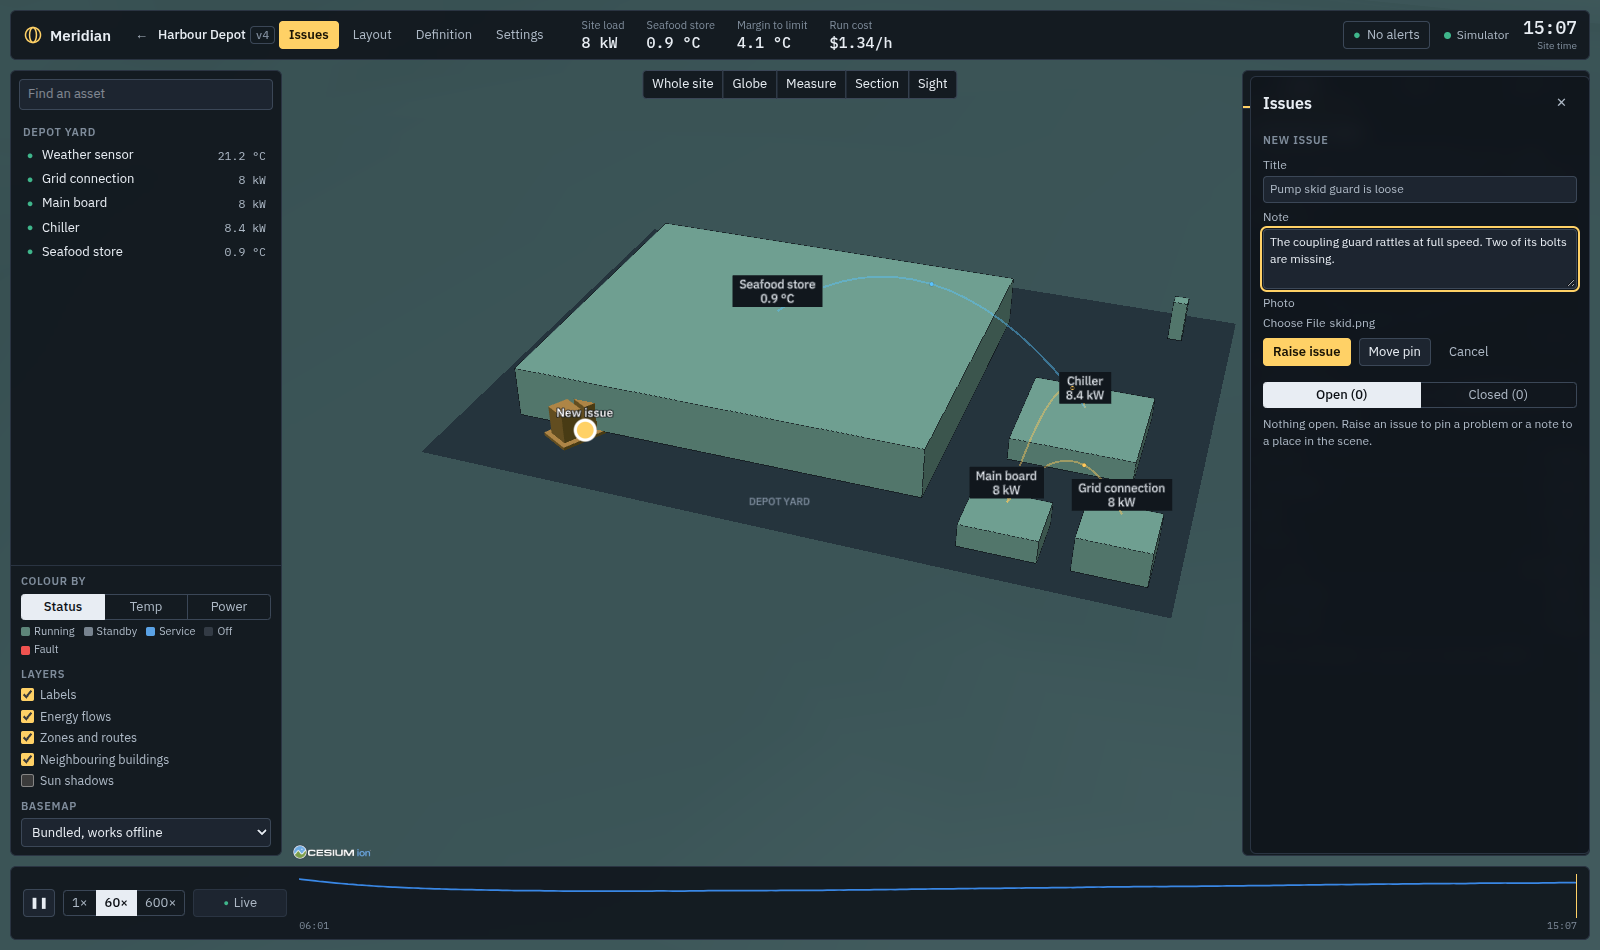 Meridian
← Harbour Depot v4
Issues
Layout
Definition
Settings
Site load
8 kW
Seafood store
0.9 °C
Margin to limit
4.1 °C
Run cost
$1.34/h
No alerts
Simulator
15:07
Site time
Find an asset
DEPOT YARD
Weather sensor 21.2 °C
Grid connection 8 kW
Main board 8 kW
Chiller 8.4 kW
Seafood store 0.9 °C
COLOUR BY
Status Temp Power
Running Standby Service Off
Fault
LAYERS
Labels
Energy flows
Zones and routes
Neighbouring buildings
Sun shadows
BASEMAP
Bundled, works offline
Whole site Globe Measure Section Sight
Seafood store
0.9 °C
Chiller
8.4 kW
New issue
Main board
8 kW
Grid connection
8 kW
DEPOT YARD
CESIUM ion
Issues ×
NEW ISSUE
Title
Pump skid guard is loose
Note
The coupling guard rattles at full speed. Two of its bolts
are missing.
Photo
Choose File skid.png
Raise issue Move pin Cancel
Open (0) Closed (0)
Nothing open. Raise an issue to pin a problem or a note to
a place in the scene.
1× 60× 600× Live
06:01 15:07